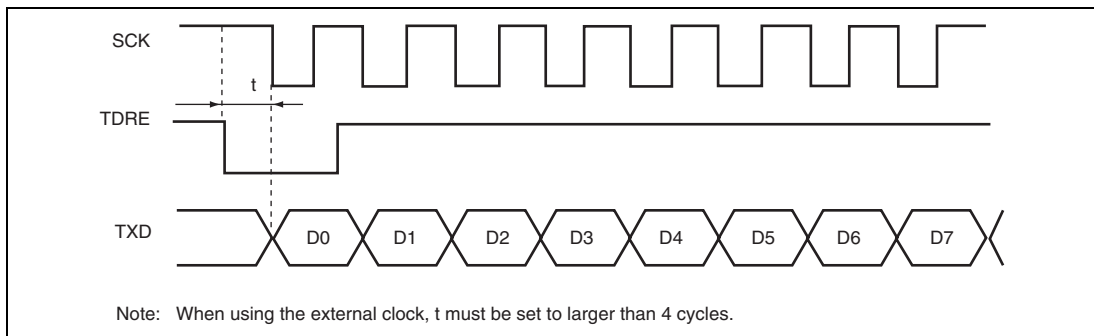 SCK
t
TDRE
TXD D0 D1 D2 D3 D4 D5 D6 D7
Note: When using the external clock, t must be set to larger than 4 cycles.